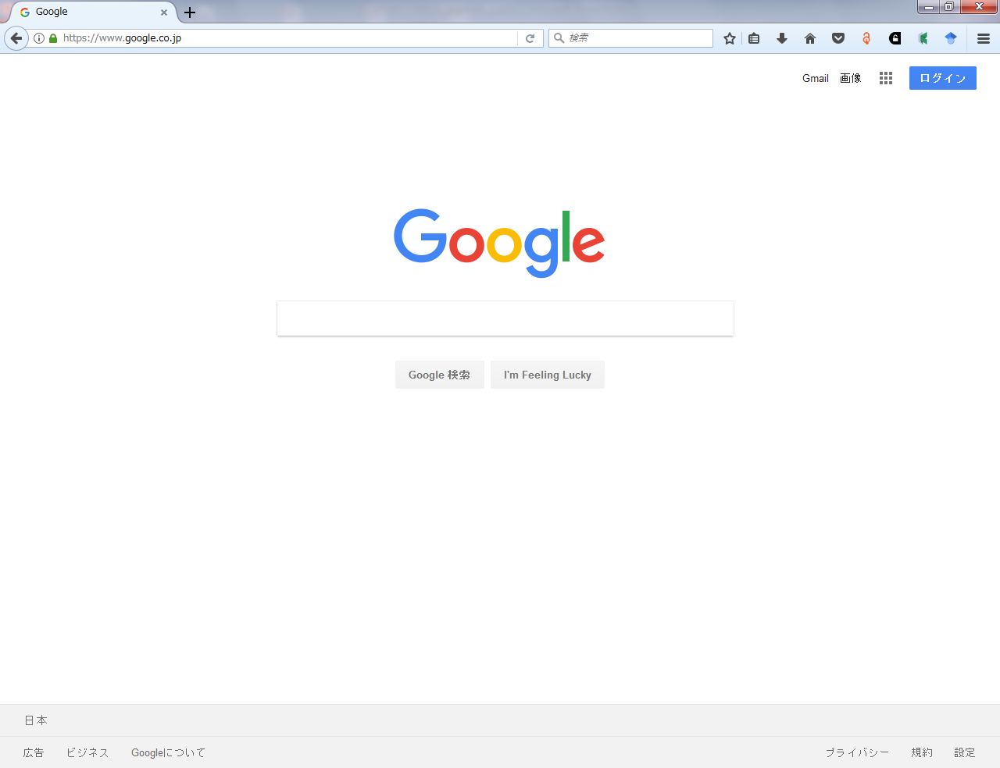 Google
https://www.google.co.jp
検索
Gmail 画像 ログイン
Google
Google 検索 I'm Feeling Lucky
日本
広告 ビジネス Googleについて プライバシー 規約 設定